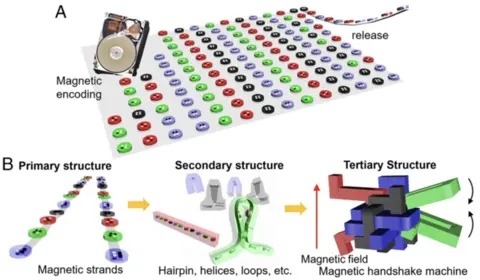 A
Magnetic
encoding
release
B
Primary structure
Secondary structure
Tertiary Structure
Magnetic strands
Hairpin, helices, loops, etc.
Magnetic field
Magnetic handshake machine